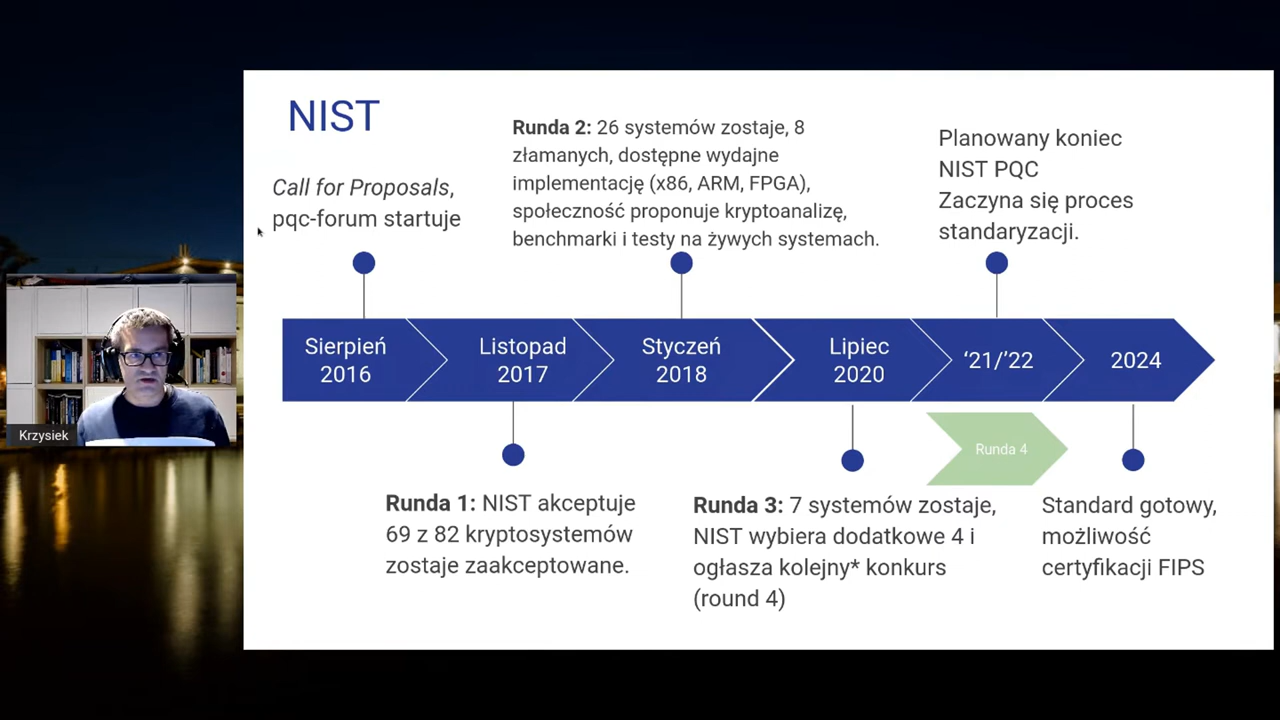 NIST
Call for Proposals,
pqc-forum startuje
Runda 2: 26 systemów zostaje, 8
złamanych, dostępne wydajne
implementację (x86, ARM, FPGA),
społeczność proponuje kryptoanalizę,
benchmarki i testy na żywych systemach.
Planowany koniec
NIST PQC
Zaczyna się proces
standaryzacji.
Sierpień
2016
Listopad
2017
Styczeń
2018
Lipiec
2020
‘21/’22
2024
Runda 4
Runda 1: NIST akceptuje
69 z 82 kryptosystemów
zostaje zaakceptowane.
Runda 3: 7 systemów zostaje,
NIST wybiera dodatkowe 4 i
ogłasza kolejny* konkurs
(round 4)
Standard gotowy,
możliwość
certyfikacji FIPS
Krzysiek